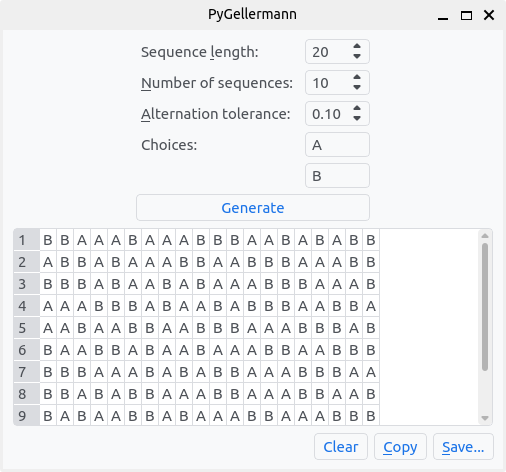 PyGellermann
Sequence length: 20
Number of sequences: 10
Alternation tolerance: 0.10
Choices: A
B
Generate
1 B B A A A B A A A B B B A A B A B A B B
2 A B B A B A A A B B A A B B B A A A B B
3 B B B A B A A B A B A A B A B B A A A B
4 A A A B B B A B A A B B A A B A B B B A
5 A A B A A B B A A B B B A A A B B B A B
6 B A A B B A B A A B A A A B B A A B B B
7 B B B A A B A A B A B B A A B A B B A A
8 B B A B A B B A A A B B A A A B B A A B
9 B A B A A B B A B A A B B A A A A B B B
Clear Copy Save...